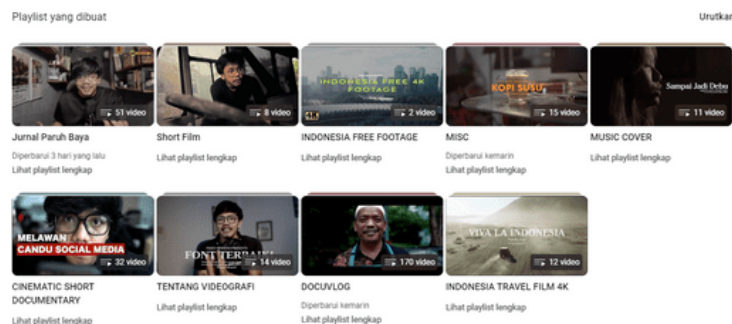 Playlist yang dibuat
Urutkan
51 video
8 video
INDONESIA FREE 4K
FOOTAGE
4K
2 video
KOPI SUSU
15 video
Sampai Jadi Debu
11 video
Jurnal Paruh Baya
Short Film
INDONESIA FREE FOOTAGE
MISC
MUSIC COVER
Diperbarui 3 hari yang lalu
Lihat playlist lengkap
Lihat playlist lengkap
Diperbarui kemarin
Lihat playlist lengkap
Lihat playlist lengkap
Lihat playlist lengkap
MELAWAN
CANDU SOCIAL MEDIA
32 video
FONT TERBAIK
14 video
170 video
VIVA LA INDONESIA
12 video
CINEMATIC SHORT
DOCUMENTARY
TENTANG VIDEOGRAFI
DOCUVLOG
INDONESIA TRAVEL FILM 4K
Lihat playlist lengkap
Diperbarui kemarin
Lihat playlist lengkap
Lihat playlist lengkap
Lihat playlist lengkap